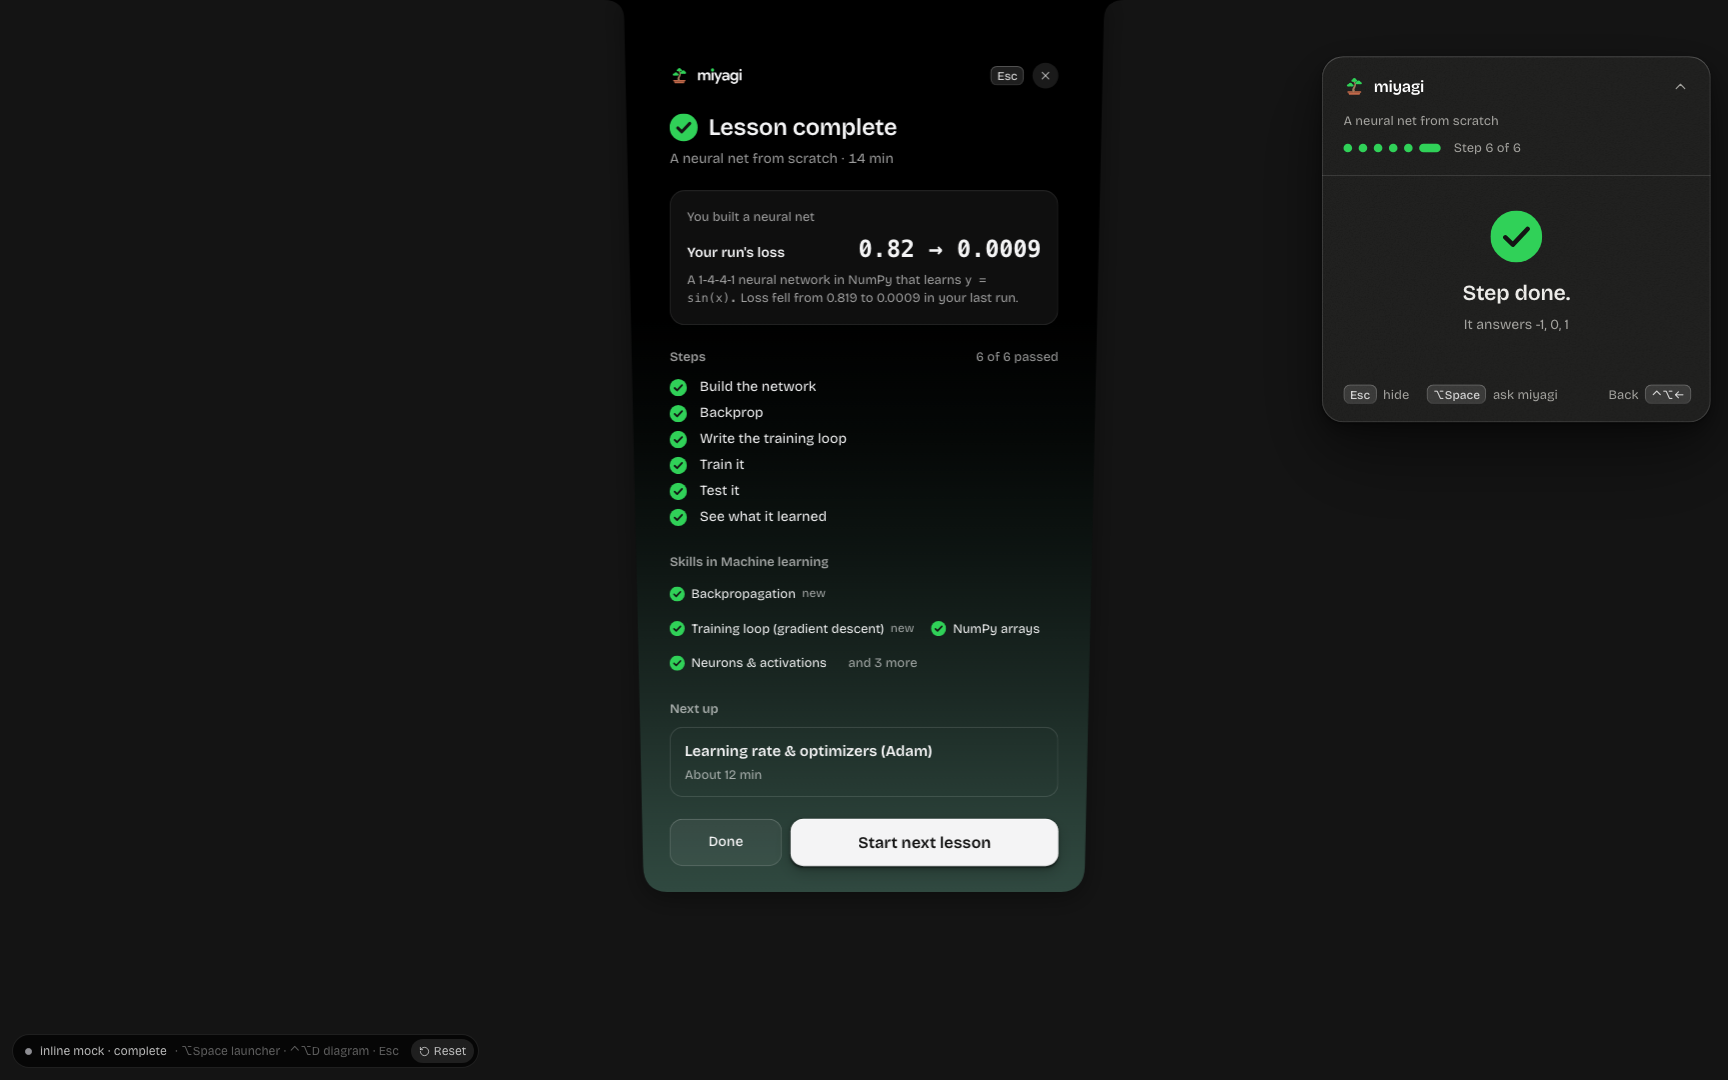 miyagi
Esc
Lesson complete
A neural net from scratch · 14 min
You built a neural net
Your run's loss 0.82 → 0.0009
A 1-4-4-1 neural network in NumPy that learns y =
sin(x). Loss fell from 0.819 to 0.0009 in your last run.
Steps 6 of 6 passed
Build the network
Backprop
Write the training loop
Train it
Test it
See what it learned
Skills in Machine learning
Backpropagation new
Training loop (gradient descent) new NumPy arrays
Neurons & activations and 3 more
Next up
Learning rate & optimizers (Adam)
About 12 min
Done Start next lesson
miyagi
A neural net from scratch
Step 6 of 6
Step done.
It answers -1, 0, 1
Esc hide ⌥Space ask miyagi Back ⌃⌥←
inline mock · complete · ⌥Space launcher · ⌃⌥D diagram · Esc Reset